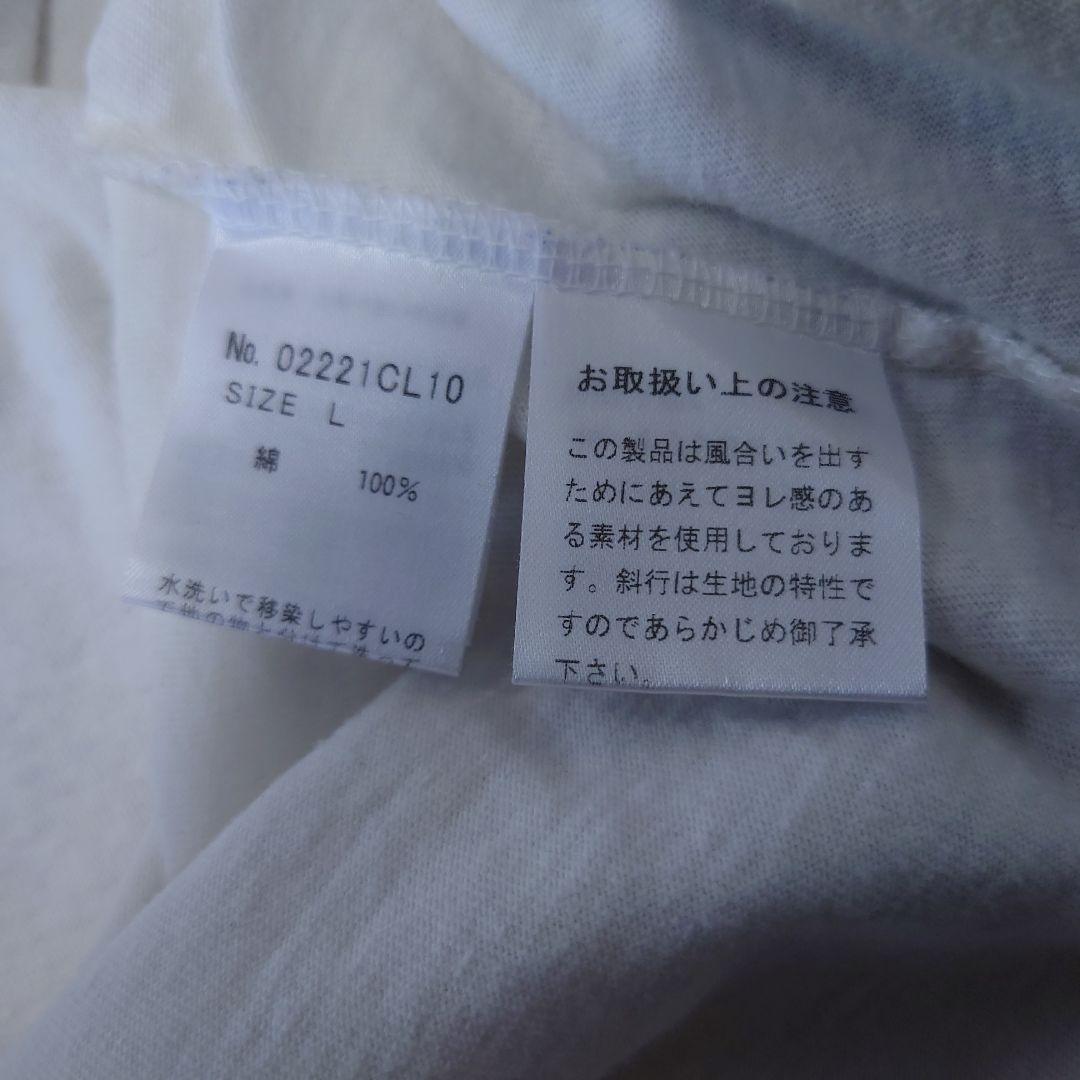 No. 02221CL10
SIZE L
綿 100%
水洗いで移染しやすいの
お取扱い上の注意
この製品は風合いを出す
ためにあえてヨレ感のあ
る素材を使用しておりま
す。斜行は生地の特性で
すのであらかじめ御了承
下さい。